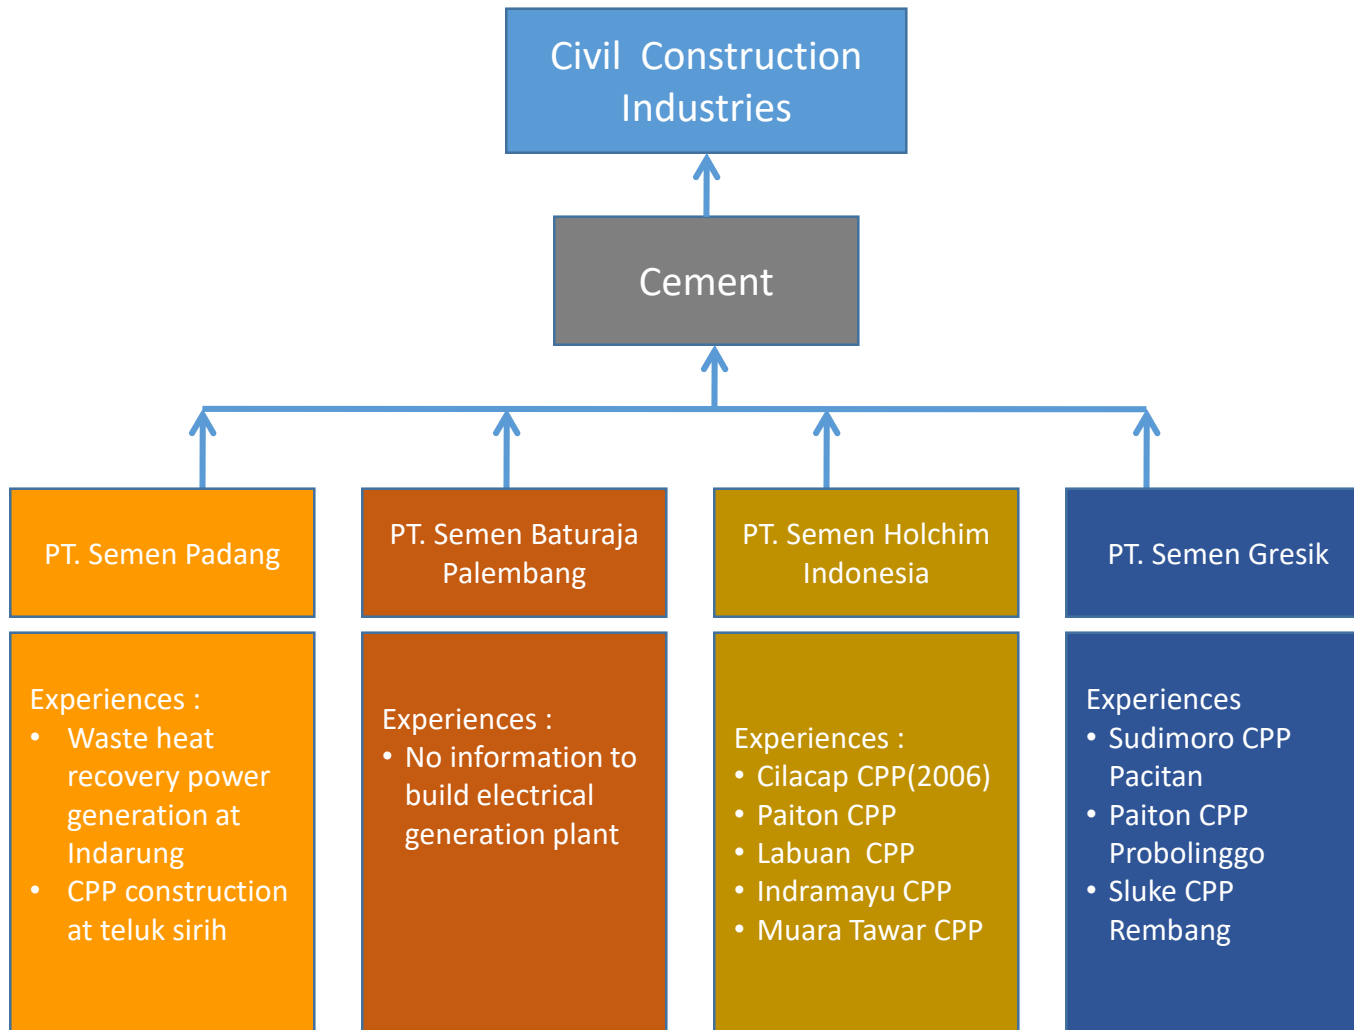 Civil  Construction
Industries
Cement
PT. Semen Padang
PT. Semen Baturaja
Palembang
PT. Semen Holchim
Indonesia
PT. Semen Gresik
Experiences :
• Waste heat
recovery power
generation at
Indarung
• CPP construction
at teluk sirih
Experiences :
• No information to
build electrical
generation plant
Experiences :
• Cilacap CPP(2006)
• Paiton CPP
• Labuan  CPP
• Indramayu CPP
• Muara Tawar CPP
Experiences
• Sudimoro CPP
Pacitan
• Paiton CPP
Probolinggo
• Sluke CPP
Rembang